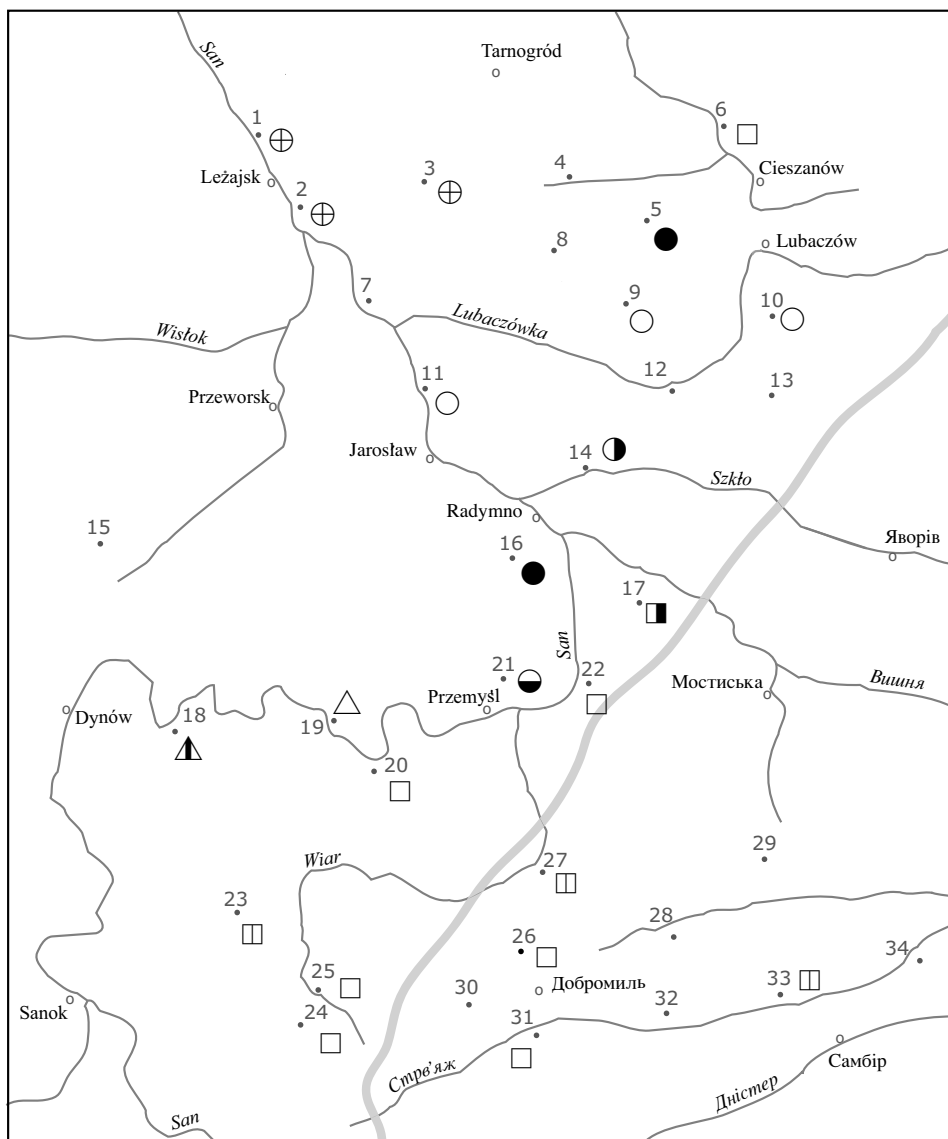 San
Tarnogród
6
1
Cieszanów
4
3
Leżajsk
2
5
Lubaczów
8
7
9
10
Lubaczówka
Wisłok
11
12
13
Przeworsk
Jarosław
14
Szkło
Radymno
15
16
Яворів
17
San
21
22
Przemyśl
Мостиська
Вишня
Dynów
18
19
20
Wiar
27
29
23
28
26
34
25
33
Sanok
30
Добромиль
32
24
31
Самбір
Стрв'яж
Дністер
San